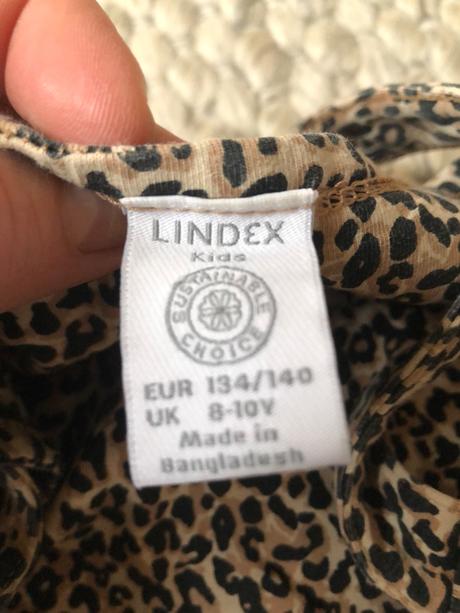 LINDEX
Kids
SUSTAINABLE
CHOICE
EUR 134/140
UK 8-10Y
Made in
Bangladesh